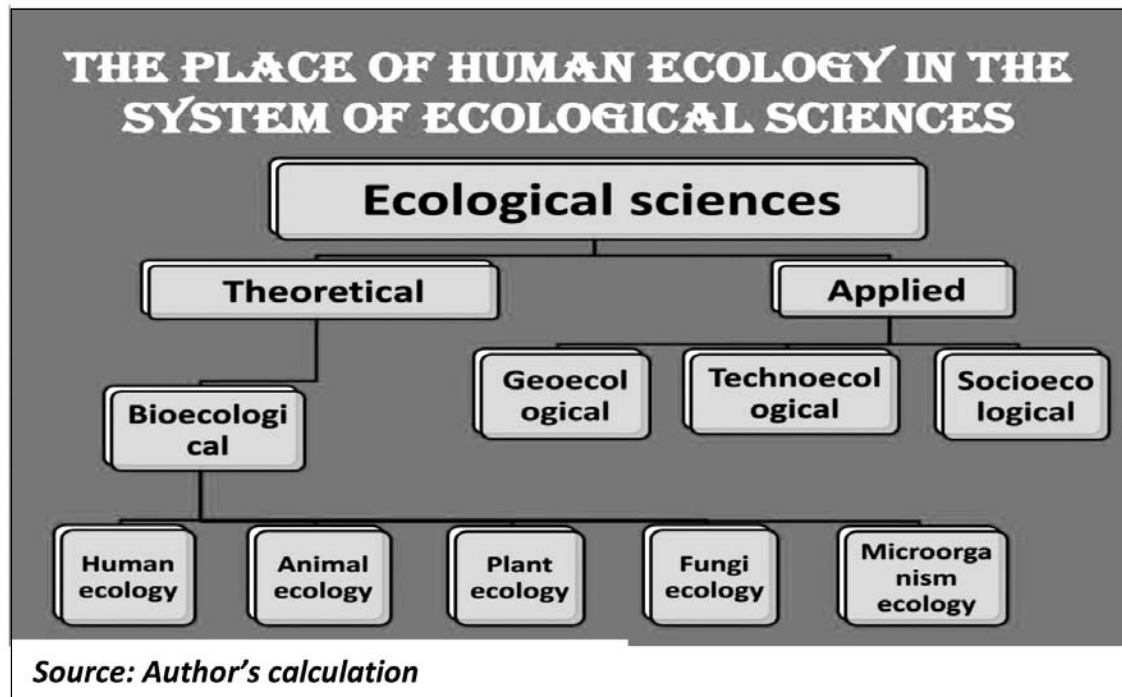 THE PLACE OF HUMAN ECOLOGY IN THE
SYSTEM OF ECOLOGICAL SCIENCES
Ecological sciences
Theoretical
Applied
Geoecol
ogical
Technoecol
ogical
Socioeco
logical
Bioecologi
cal
Human
ecology
Animal
ecology
Plant
ecology
Fungi
ecology
Microorga
nism
ecology
Source: Author's calculation